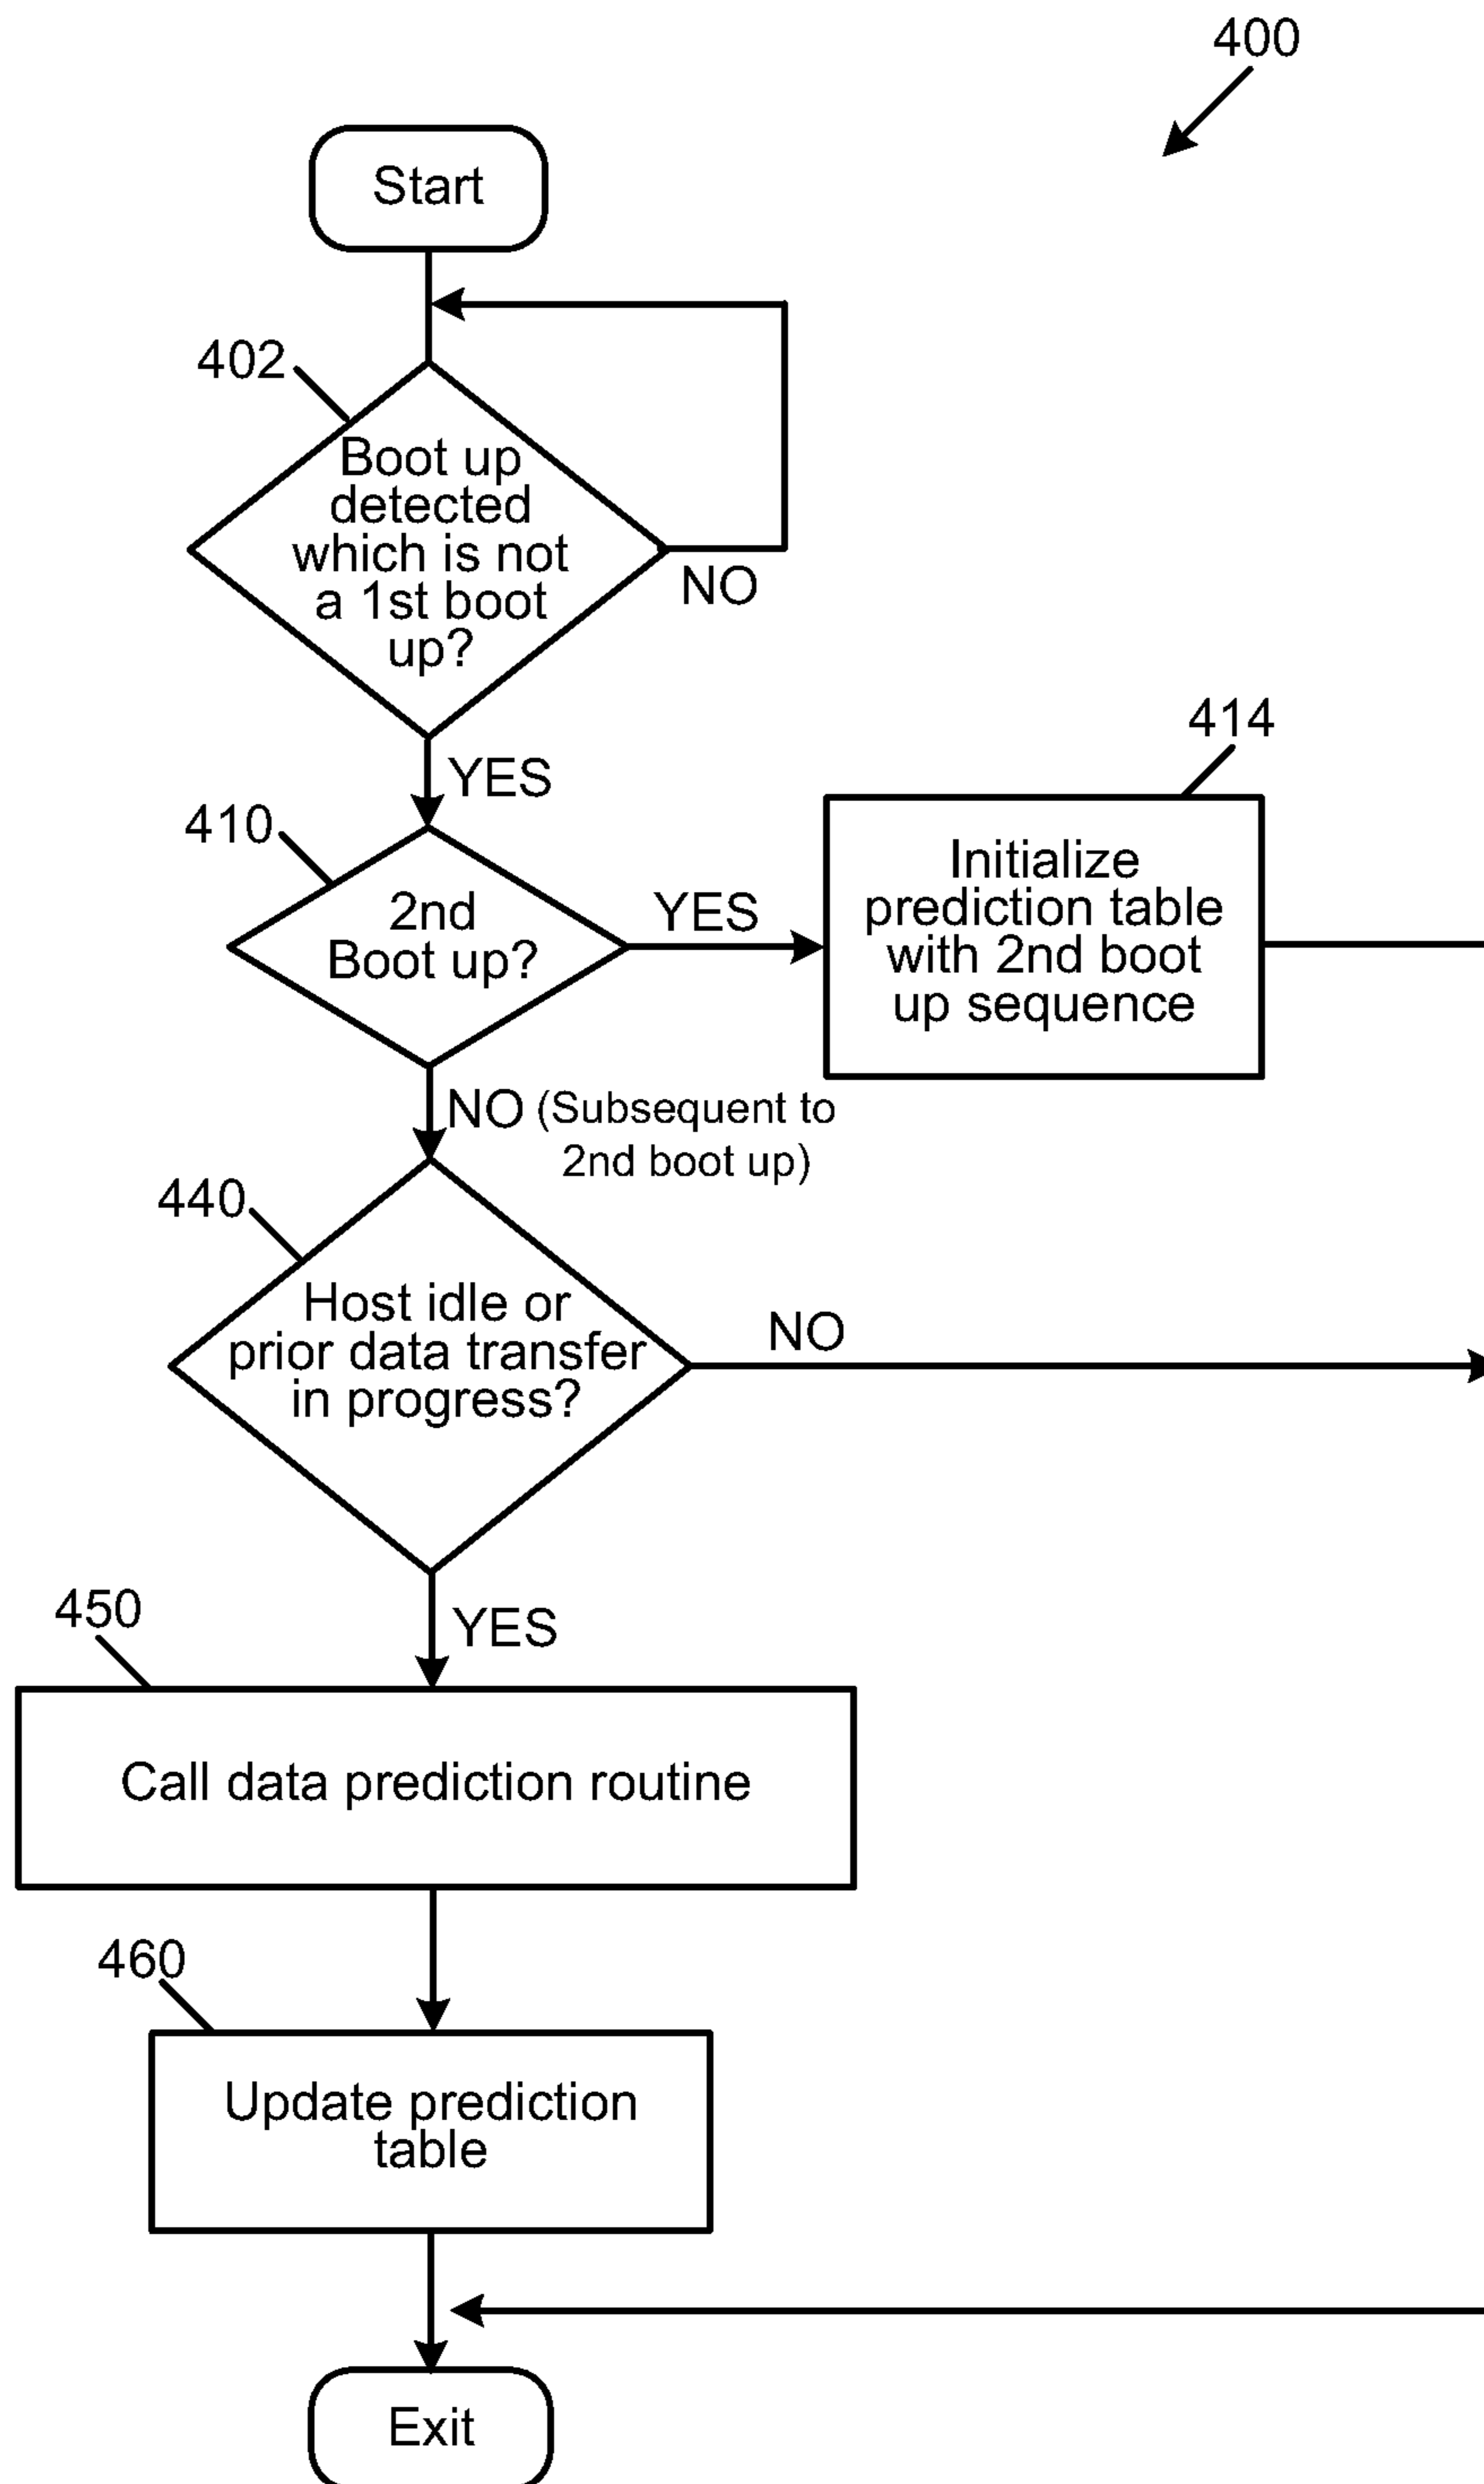 400
Start
402
Boot up
detected
which is not
a 1st boot
up?
NO
YES
414
410
2nd
Boot up?
YES
Initialize
prediction table
with 2nd boot
up sequence
NO (Subsequent to
2nd boot up)
440
Host idle or
prior data transfer
in progress?
NO
450
YES
Call data prediction routine
460
Update prediction
table
Exit